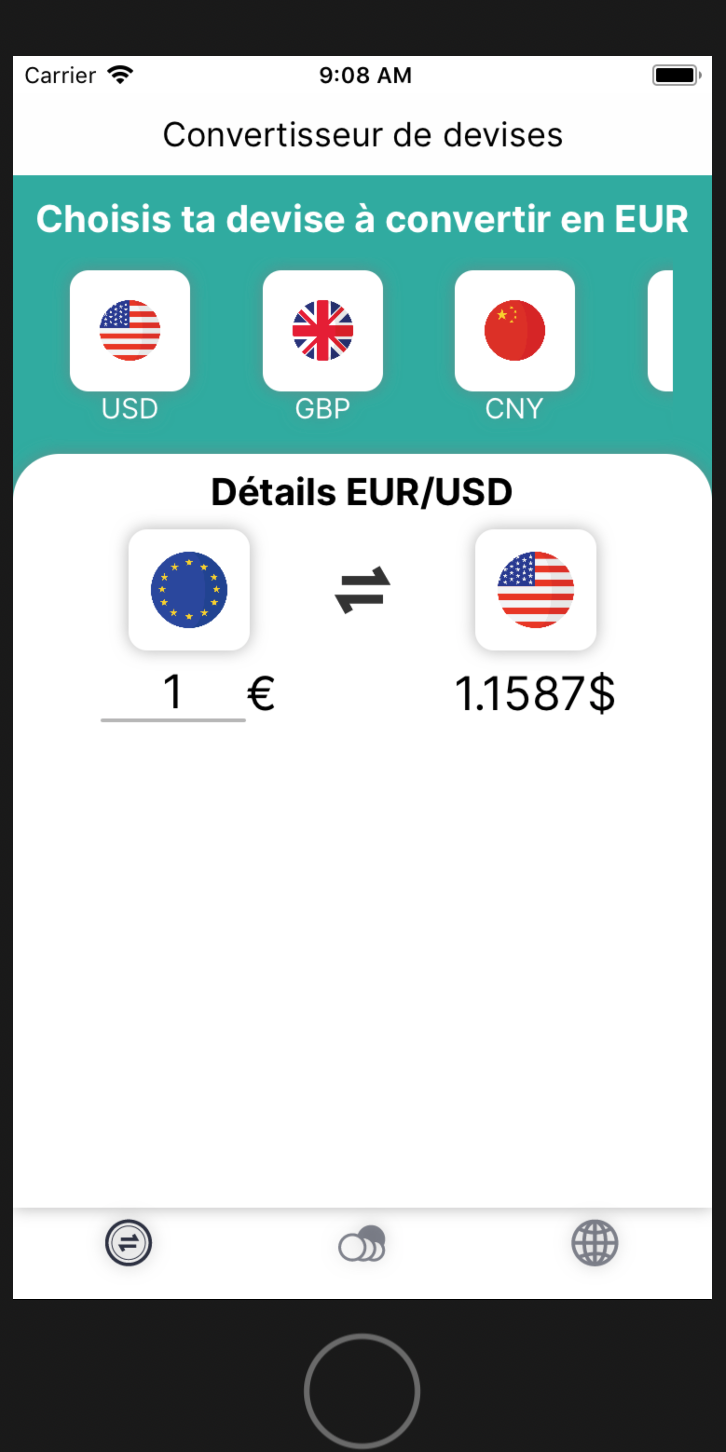 Carrier
9:08 AM
Convertisseur de devises
Choisis ta devise à convertir en EUR
USD GBP CNY
Détails EUR/USD
1 € 1.1587$